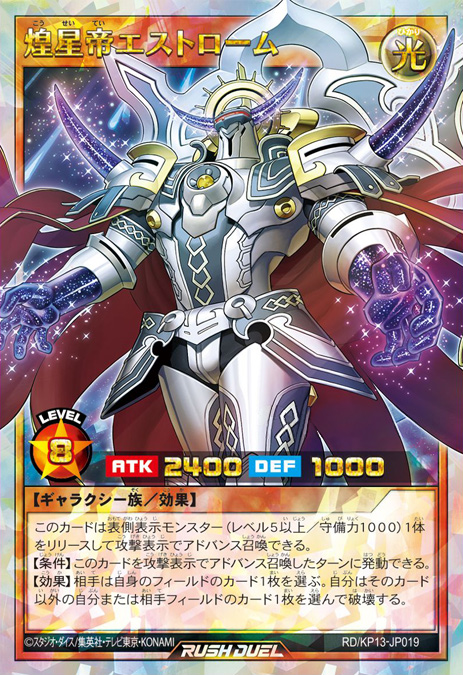 こうせいてい
煌星帝エストローム
ひかり
光
LEVEL
8
ATK 2400 DEF 1000
【ギャラクシー族／効果】
このカードは表側表示モンスター（レベル5以上／守備力1000）1体
をリリースして攻撃表示でアドバンス召喚できる。
【条件】このカードを攻撃表示でアドバンス召喚したターンに発動できる。
【効果】相手は自身のフィールドのカード1枚を選ぶ。自分はそのカード
以外の自分または相手フィールドのカード1枚を選んで破壊する。
©スタジオ・ダイス/集英社・テレビ東京・KONAMI
RUSH DUEL
RD/KP13-JP019